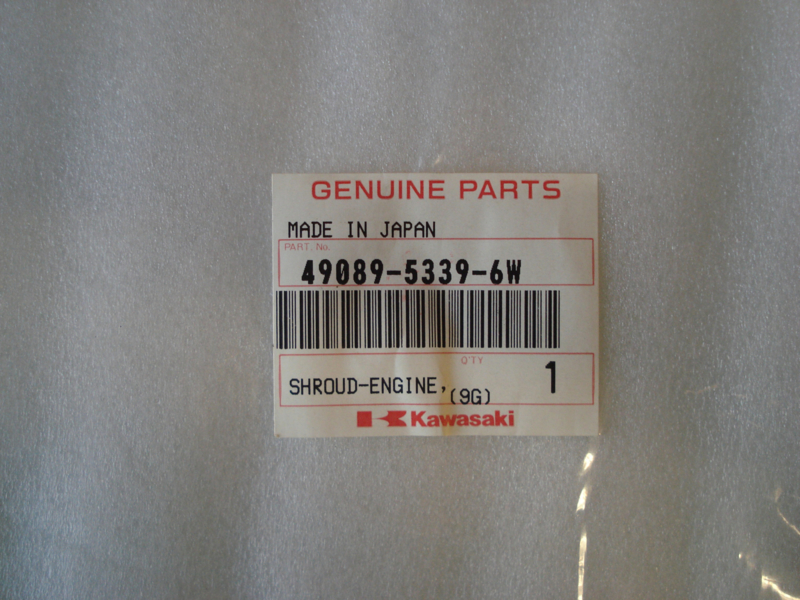 GENUINE PARTS
MADE IN JAPAN
PART. No.
49089-5339-6W
Q'TY
SHROUD-ENGINE, (9G) 1
Kawasaki